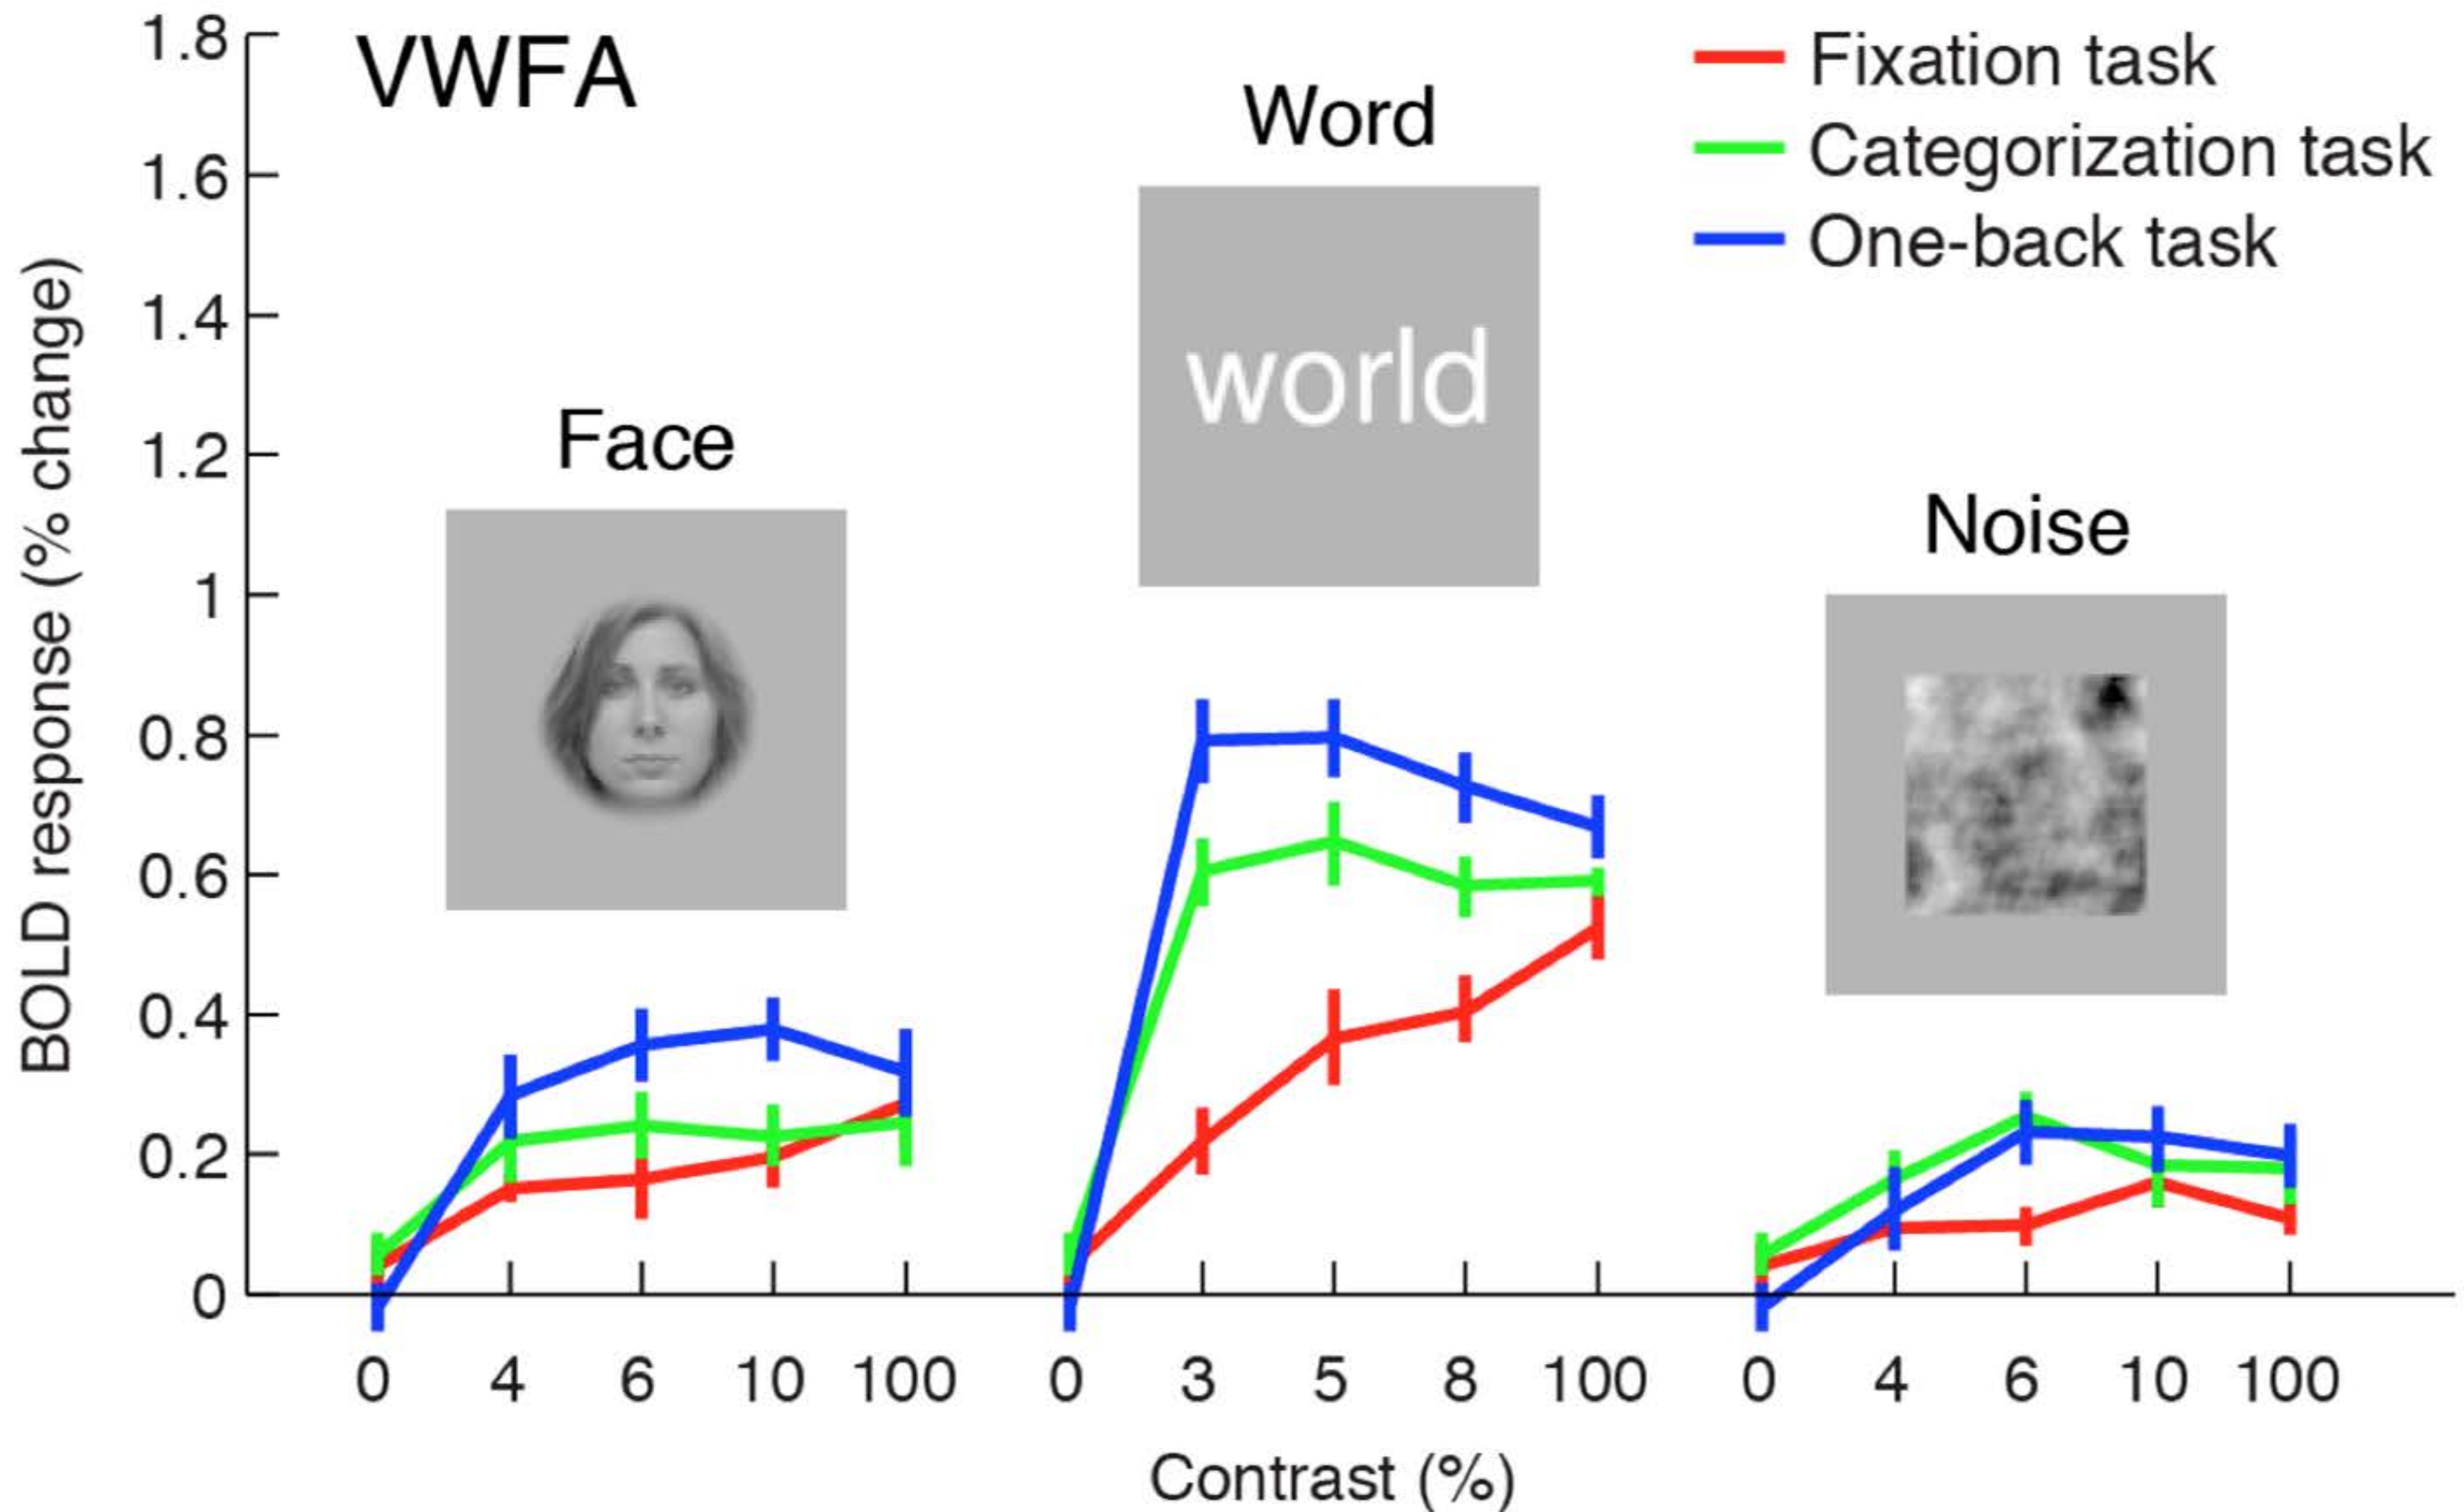 VWFA
Fixation task
Categorization task
One-back task
Word
world
Face
Noise
BOLD response (% change)
1.8
1.6
1.4
1.2
1
0.8
0.6
0.4
0.2
0
0 4 6 10 100 0 3 5 8 100 0 4 6 10 100
Contrast (%)